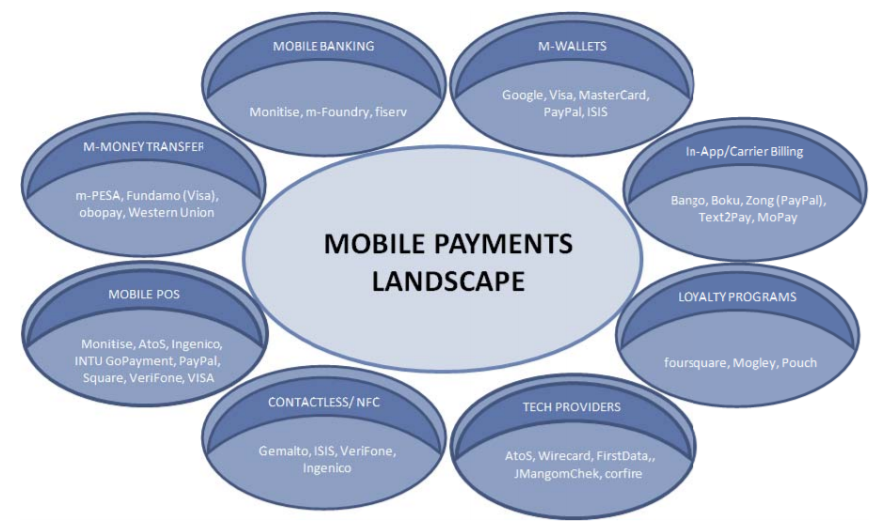 MOBILE BANKING
Monitise, m-Foundry, fiserv
M-WALLETS
Google, Visa, MasterCard,
PayPal, ISIS
M-MONEY TRANSFER
m-PESA, Fundamo (Visa),
obopay, Western Union
In-App/Carrier Billing
Bango, Boku, Zong (PayPal),
Text2Pay, MoPay
MOBILE PAYMENTS
LANDSCAPE
MOBILE POS
Monitise, AtoS, Ingenico,
INTU GoPayment, PayPal,
Square, VeriFone, VISA
LOYALTY PROGRAMS
foursquare, Mogley, Pouch
CONTACTLESS/ NFC
Gemalto, ISIS, VeriFone,
Ingenico
TECH PROVIDERS
AtoS, Wirecard, FirstData,,
JMangomChek, corfire